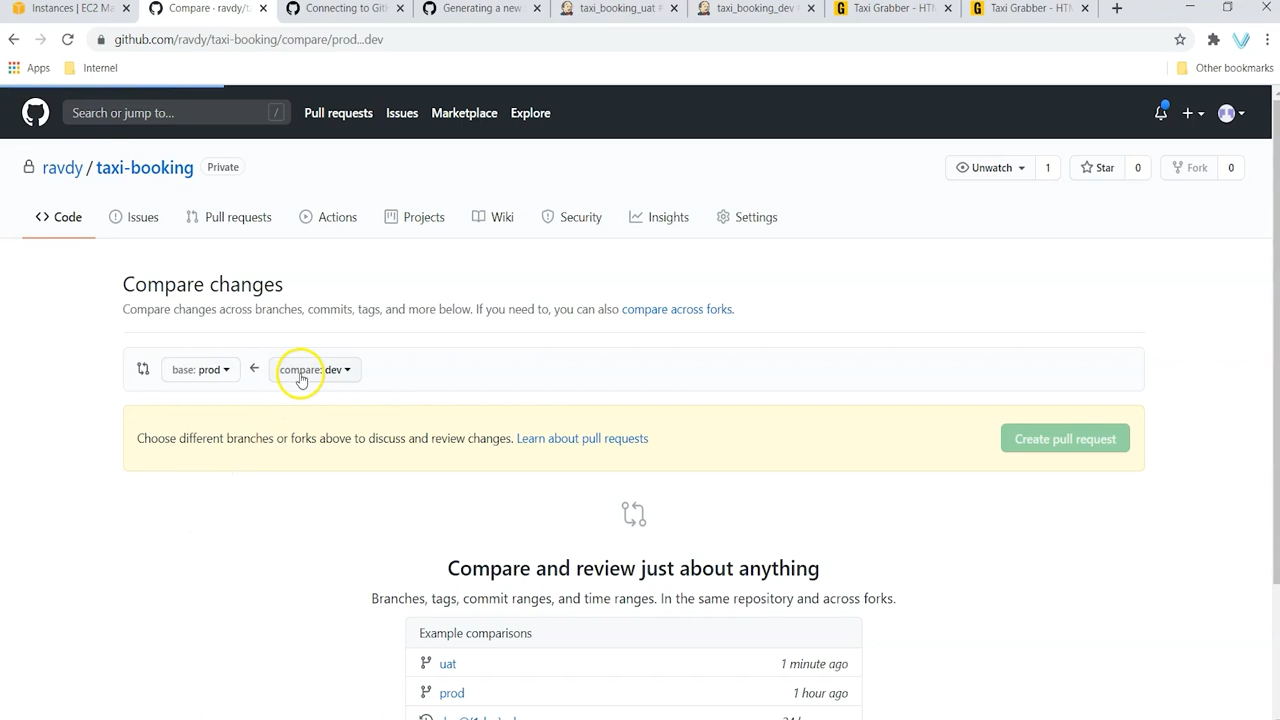 Instances | EC2 Ma
Compare · ravdy/ta
Connecting to Gith
Generating a new
taxi_booking_uat #
taxi_booking_dev #
Taxi Grabber - HTM
Taxi Grabber - HTM
github.com/ravdy/taxi-booking/compare/prod...dev
Apps
Internet
Other bookmarks
Search or jump to...
/
Pull requests
Issues
Marketplace
Explore
ravdy / taxi-booking
Private
Unwatch
1
Star
0
Fork
0
Code
Issues
Pull requests
Actions
Projects
Wiki
Security
Insights
Settings
Compare changes
Compare changes across branches, commits, tags, and more below. If you need to, you can also compare across forks.
base: prod
compare: dev
Choose different branches or forks above to discuss and review changes. Learn about pull requests
Create pull request
Compare and review just about anything
Branches, tags, commit ranges, and time ranges. In the same repository and across forks.
Example comparisons
uat
1 minute ago
prod
1 hour ago